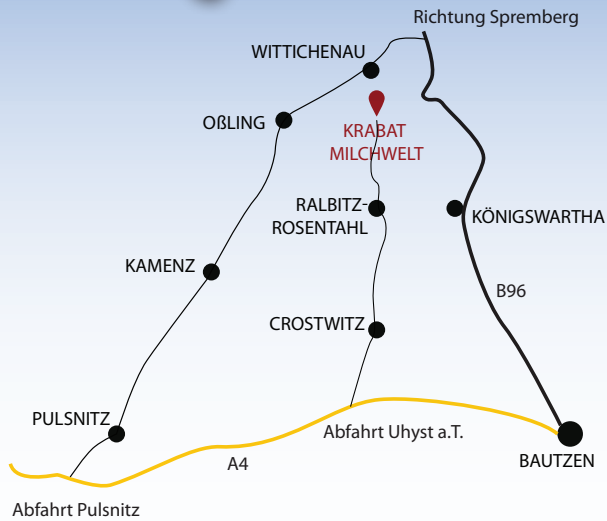 Richtung Spremberg
WITTICHENAU
OßLING
KRABAT
MILCHWELT
RALBITZ-
ROSENTAHL
KÖNIGSWARTHA
KAMENZ
B96
CROSTWITZ
PULSNITZ
Abfahrt Uhyst a.T.
A4
BAUTZEN
Abfahrt Pulsnitz